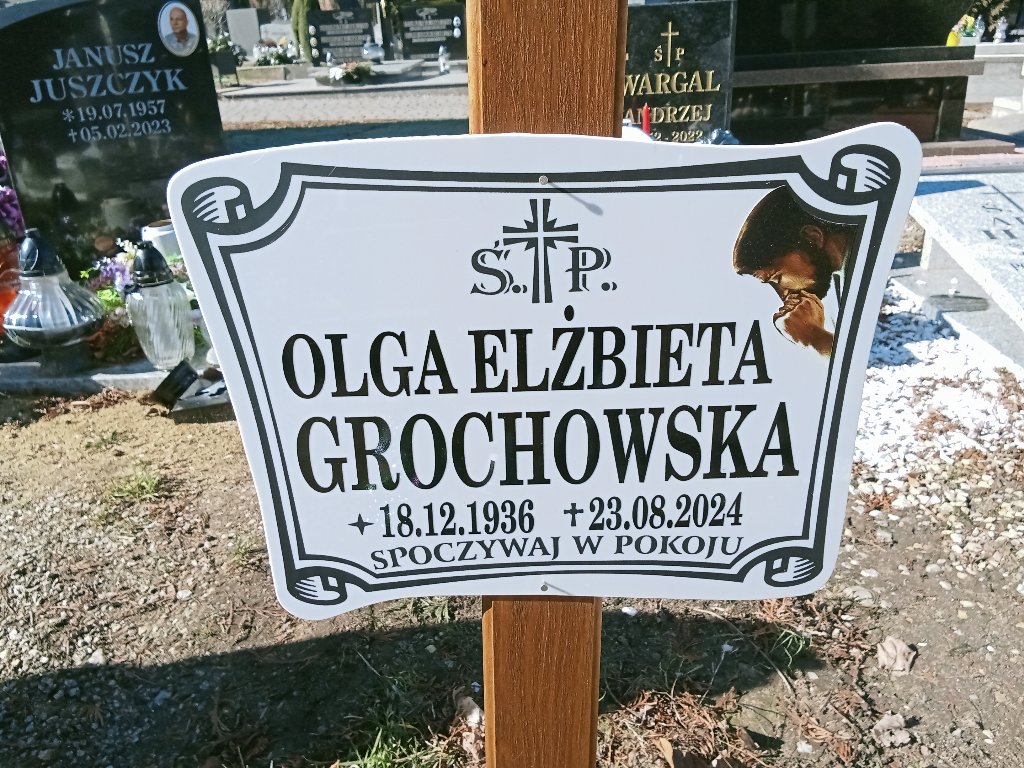 JANUSZ
JUSZCZYK
*19.07.1957
†05.02.2023
Ś P
WARGAL
ANDRZEJ
2022
Ś. P.
OLGA ELŻBIETA
GROCHOWSKA
18.12.1936 †23.08.2024
SPOCZYWAJ W POKOJU